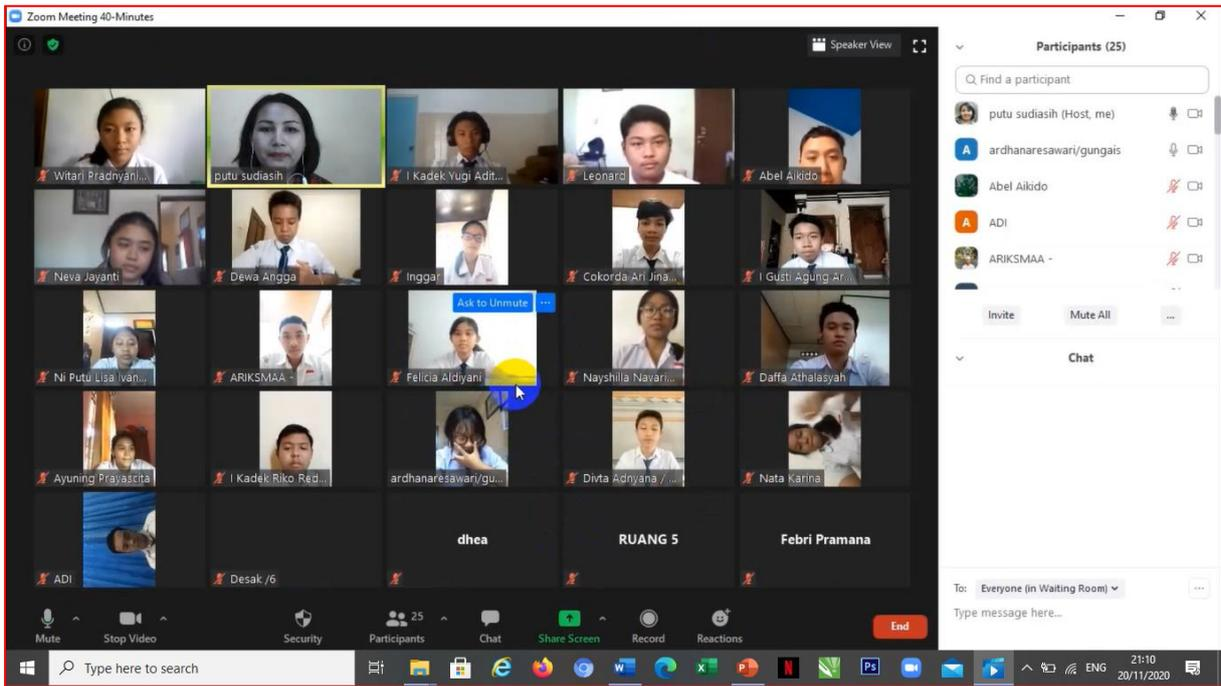 Zoom Meeting 40-Minutes
Speaker View
Witari Pradnyani...
putu sudiasih
I Kadek Yugi Adit...
Leonard
Abel Aikido
Neva Jayanti
Dewa Angga
Inggar
Cokorda Ari Jina...
I Gusti Agung Ar...
Ask to Unmute ...
Ni Putu Lisa Ivan...
ARIKSMAA -
Felicia Aldiyani
Nayshilla Navari...
Daffa Athalasyah
Ayuning Prayascita
I Kadek Riko Red...
ardhanaresawari/gu...
Divta Adnyana / ...
Nata Karina
ADI
Desak /6
dhea
RUANG 5
Febri Pramana
Mute
Stop Video
Security
25
Participants
Chat
Share Screen
Record
Reactions
End
Participants (25)
Find a participant
putu sudiasih (Host, me)
A ardhanaresawari/gungais
Abel Aikido
A ADI
ARIKSMAA -
Invite Mute All ...
Chat
To: Everyone (in Waiting Room)
Type message here...
Type here to search
ENG
21:10
20/11/2020